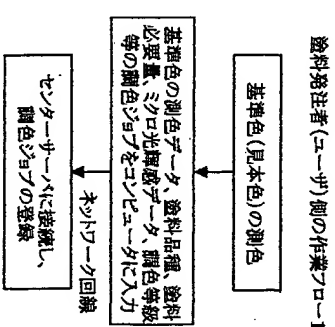 塗料発注者(ユーザ)側の作業フロー1
基準色(見本色)の測色
基準色の測色データ、塗料品種、塗料
必要量、ミクロ光輝感データ、調色等級
等の調色ジョブをコンピュータに入力
ネットワーク回線
センターサーバに接続し、
調色ジョブの登録